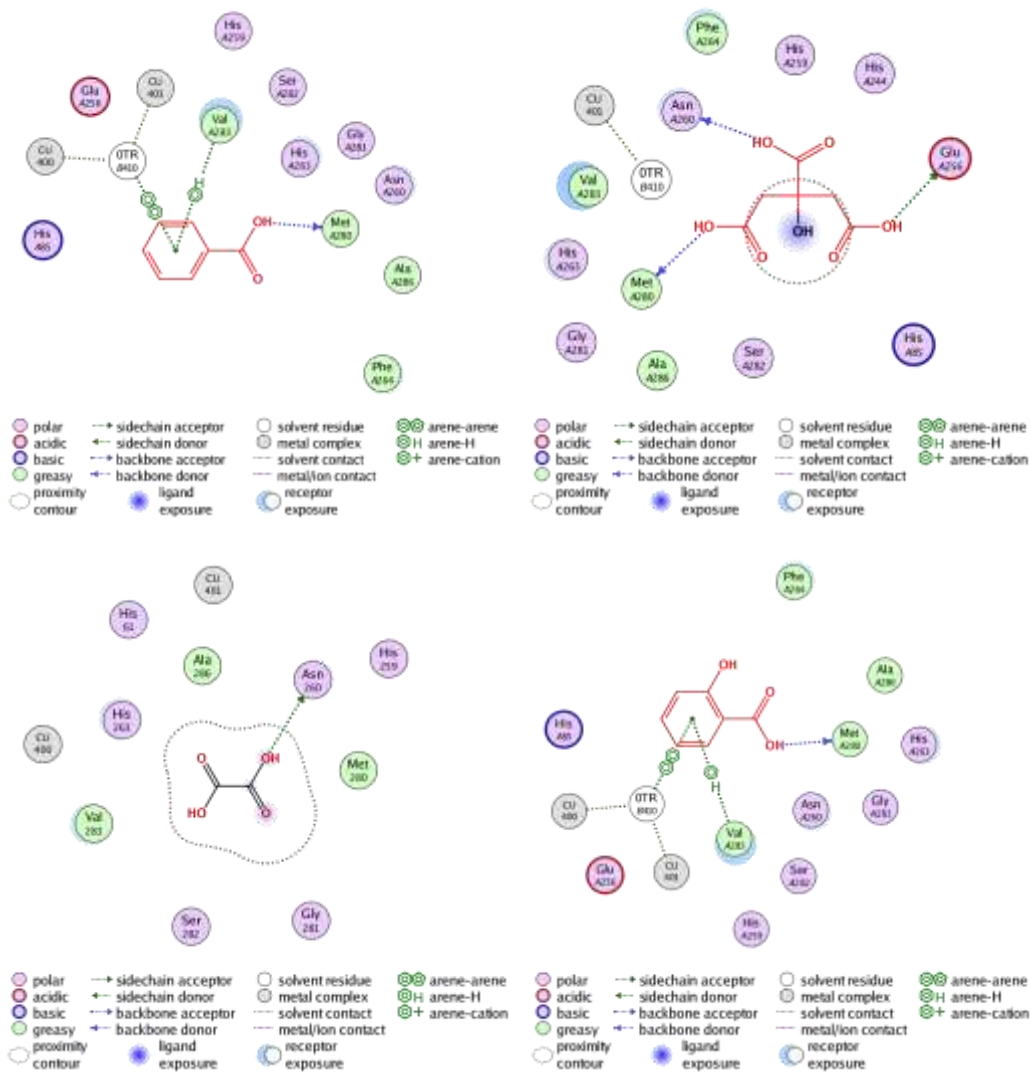 His
A259
CU
401
Glu
Ser
A282
Val
A283
CU
400
OTR
B410
His
A263
Gly
A281
Asn
A260
H
His
A85
OH
Met
A280
O
Ala
A286
Phe
A264
polar
acidic
basic
greasy
proximity
contour
sidechain acceptor
sidechain donor
backbone acceptor
backbone donor
ligand
exposure
solvent residue
metal complex
solvent contact
metal/ion contact
receptor
exposure
arene-arene
H arene-H
+ arene-cation
Phe
A264
His
A259
His
A244
CU
401
Asn
A260
HO
O
Glu
OTR
B410
Val
A283
HO
O
OH
O
OH
His
A263
Met
A280
Gly
A281
Ala
A286
Ser
A282
His
A85
polar
acidic
basic
greasy
proximity
contour
sidechain acceptor
sidechain donor
backbone acceptor
backbone donor
ligand
exposure
solvent residue
metal complex
solvent contact
metal/ion contact
receptor
exposure
arene-arene
H arene-H
+ arene-cation
CU
401
His
61
Ala
286
His
259
Asn
260
His
263
CU
400
O
OH
HO
O
Met
280
Val
283
Ser
282
Gly
281
polar
acidic
basic
greasy
proximity
contour
sidechain acceptor
sidechain donor
backbone acceptor
backbone donor
ligand
exposure
solvent residue
metal complex
solvent contact
metal/ion contact
receptor
exposure
arene-arene
H arene-H
+ arene-cation
Phe
A264
OH
O
Ala
A286
His
A85
OH
Met
A280
His
A263
H
CU
400
OTR
B410
Asn
A260
Gly
A281
Val
A283
Glu
CU
401
Ser
A282
His
A259
polar
acidic
basic
greasy
proximity
contour
sidechain acceptor
sidechain donor
backbone acceptor
backbone donor
ligand
exposure
solvent residue
metal complex
solvent contact
metal/ion contact
receptor
exposure
arene-arene
H arene-H
+ arene-cation